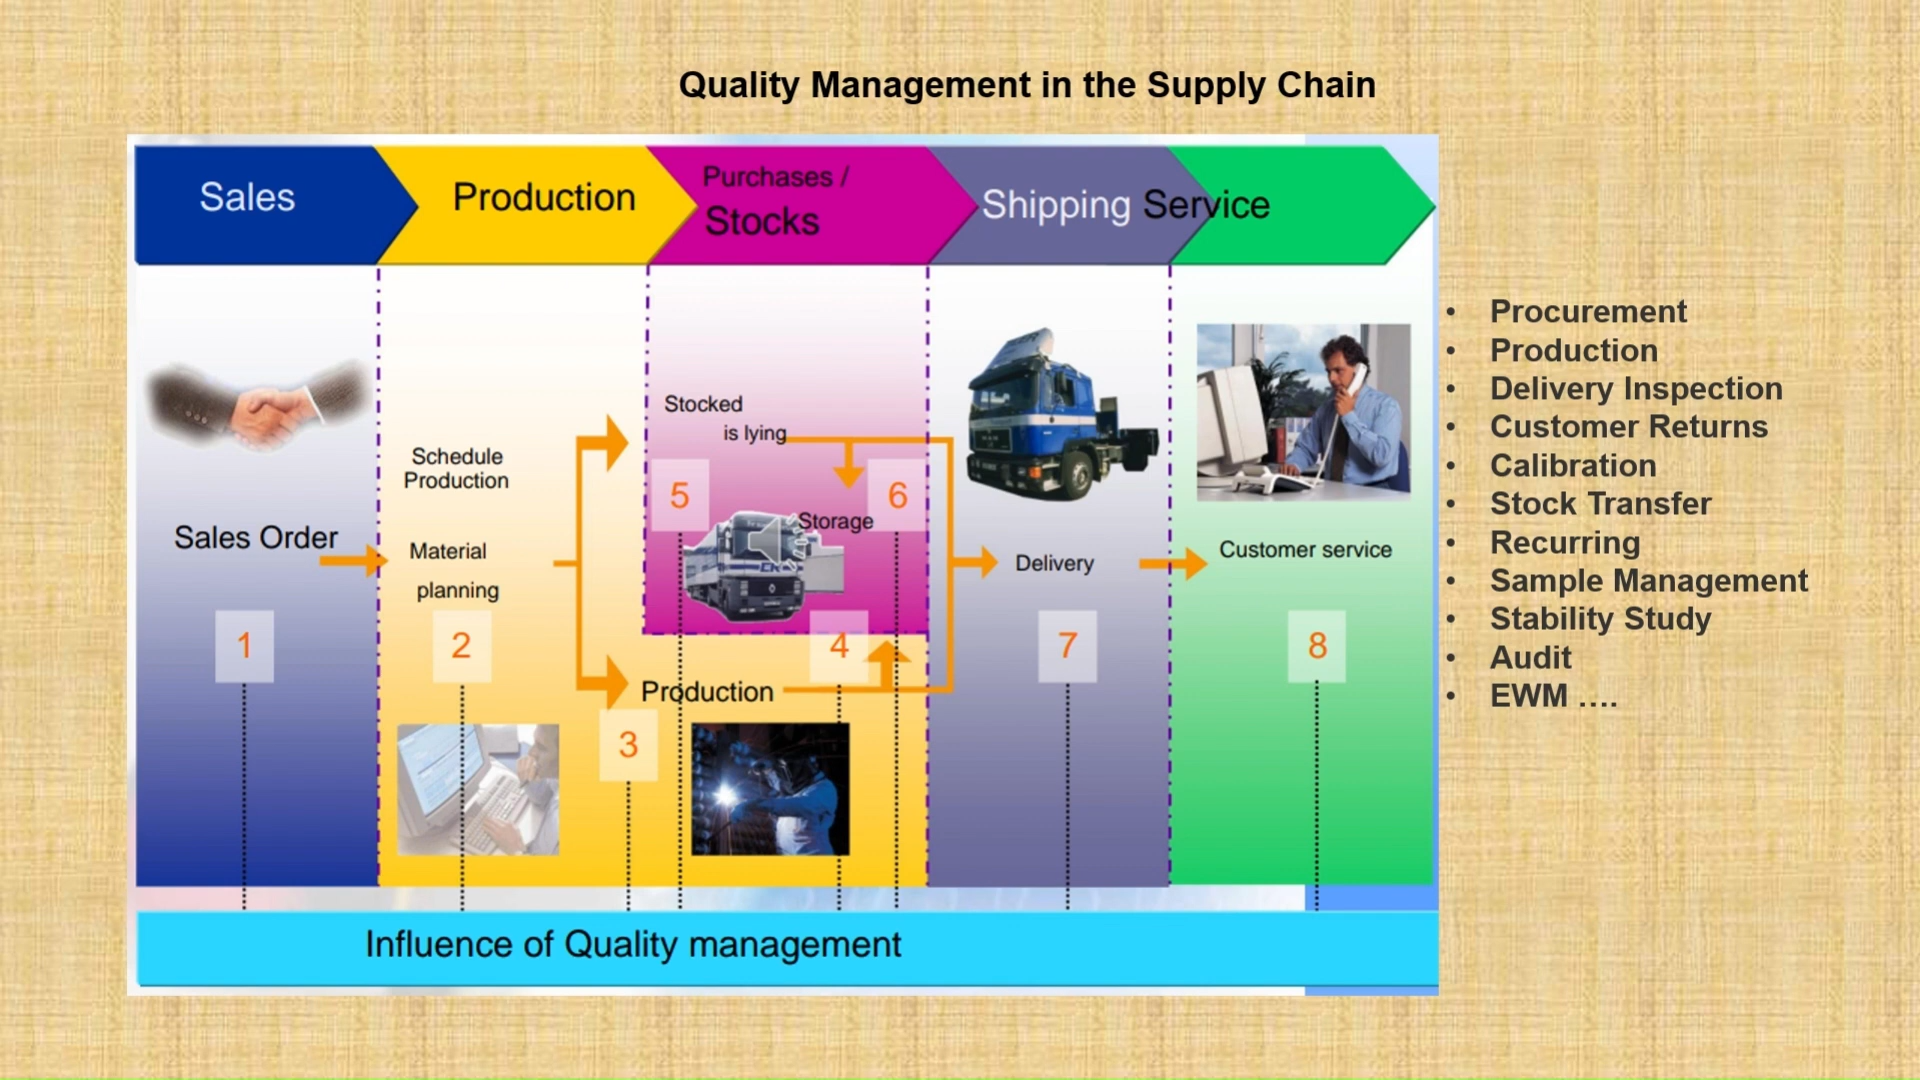 Quality Management in the Supply Chain
Sales
Production
Purchases /
Stocks
Shipping
Service
Stocked
is lying
Schedule
Production
5
6
Storage
Sales Order
Material
planning
Delivery
Customer service
1
2
4
7
8
Production
3
Influence of Quality management
• Procurement
• Production
• Delivery Inspection
• Customer Returns
• Calibration
• Stock Transfer
• Recurring
• Sample Management
• Stability Study
• Audit
• EWM ....